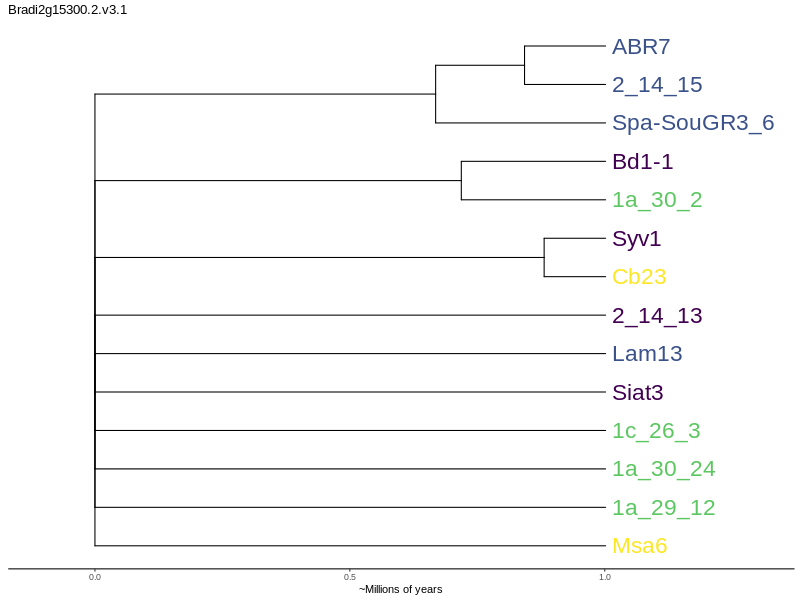 Bradi2g15300.2.v3.1
ABR7
2_14_15
Spa-SouGR3_6
Bd1-1
1a_30_2
Syv1
Cb23
2_14_13
Lam13
Siat3
1c_26_3
1a_30_24
1a_29_12
Msa6
0.0 0.5 1.0
~Millions of years